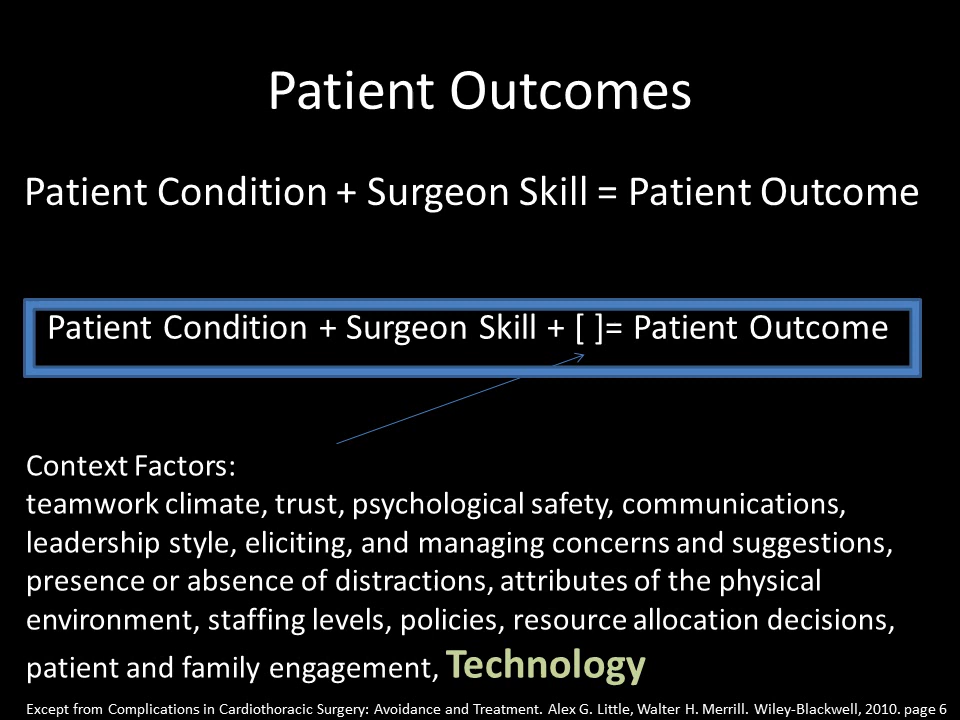 Patient Outcomes
Patient Condition + Surgeon Skill = Patient Outcome
Patient Condition + Surgeon Skill + [ ]= Patient Outcome
Context Factors:
teamwork climate, trust, psychological safety, communications,
leadership style, eliciting, and managing concerns and suggestions,
presence or absence of distractions, attributes of the physical
environment, staffing levels, policies, resource allocation decisions,
patient and family engagement, Technology
Except from Complications in Cardiothoracic Surgery: Avoidance and Treatment. Alex G. Little, Walter H. Merrill. Wiley-Blackwell, 2010. page 6